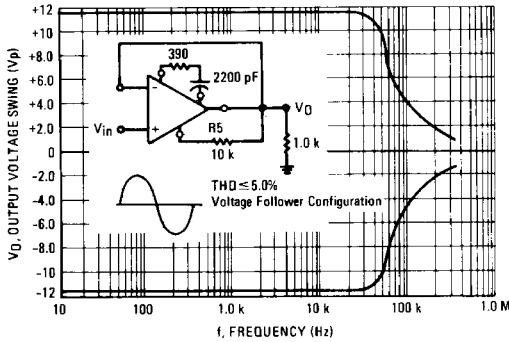 +12
+10
+8.0
+6.0
+4.0
+2.0
0
-2.0
-4.0
-6.0
-8.0
-10
-12
VO, OUTPUT VOLTAGE SWING (Vp)
390
2200 pF
-
+
Vin
VO
R5
10 k
1.0 k
THD ≤ 5.0%
Voltage Follower Configuration
10
100
1.0 k
10 k
100 k
1.0 M
f, FREQUENCY (Hz)